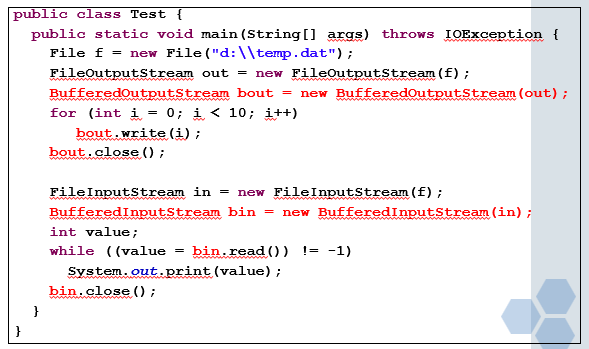 public class Test {
public static void main(String[] args) throws IOException {
File f = new File("d:\\temp.dat");
FileOutputStream out = new FileOutputStream(f);
BufferedOutputStream bout = new BufferedOutputStream(out);
for (int i = 0; i < 10; i++)
bout.write(i);
bout.close();
FileInputStream in = new FileInputStream(f);
BufferedInputStream bin = new BufferedInputStream(in);
int value;
while ((value = bin.read()) != -1)
System.out.print(value);
bin.close();
}
}